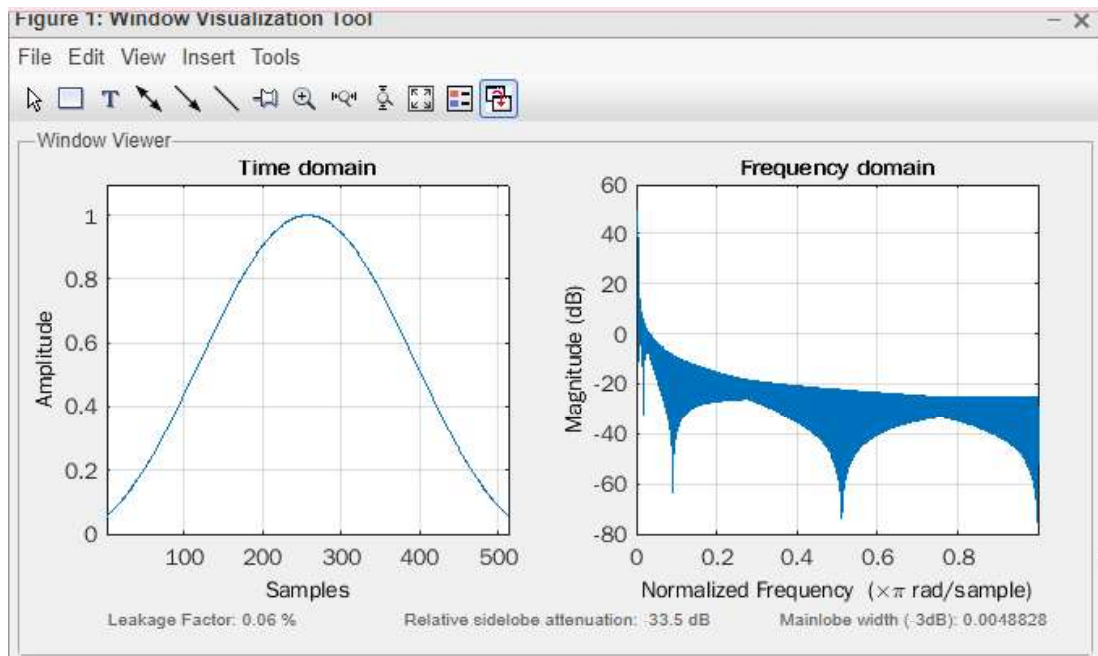 Figure 1: Window Visualization Tool
File Edit View Insert Tools
T
Window Viewer
Time domain
Amplitude
1
0.8
0.6
0.4
0.2
0
100 200 300 400 500
Samples
Frequency domain
Magnitude (dB)
60
40
20
0
-20
-40
-60
-80
0 0.2 0.4 0.6 0.8
Normalized Frequency (×π rad/sample)
Leakage Factor: 0.06 %
Relative sidelobe attenuation: -33.5 dB
Mainlobe width (-3dB): 0.0048828